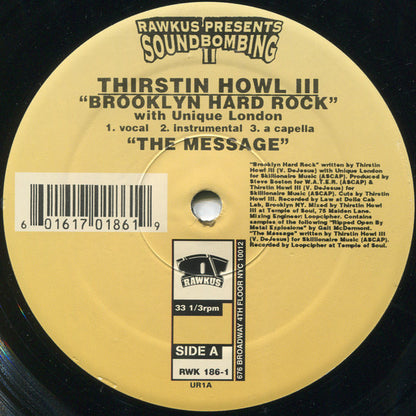 RAWKUS PRESENTS
SOUNDBOMBING
II
THIRSTIN HOWL III
"BROOKLYN HARD ROCK"
with Unique London
1. vocal 2. instrumental 3. a capella
"THE MESSAGE"
"Brooklyn Hard Rock" written by Thirstin
Howl III (V. DeJesus) with Unique London
for Skillionaire Music (ASCAP). Produced by
Steve Boston for W.A.T.E.R. (ASCAP) &
Thirstin Howl III (V. DeJesus) for
Skillionaire Music (ASCAP). Cuts by Thirstin
Howl III. Recorded by Law at Dolla Cab
Lab, Brooklyn NY. Mixed by Thirstin Howl
III at Temple of Soul, 75 Maiden Lane.
Mixing Engineer: Loopcipher. Contains
samples of the following "Ripped Open By
Metal Explosions" by Galt McDermont.
"The Message" written by Thirstin Howl III
(V. DeJesus) for Skillionaire Music (ASCAP).
Recorded by Loopcipher at Temple of Soul.
6 01617 01861 9
RAWKUS
33 1/3rpm
SIDE A
RWK 186-1
UR1A
676 BROADWAY 4TH FLOOR NYC 10012